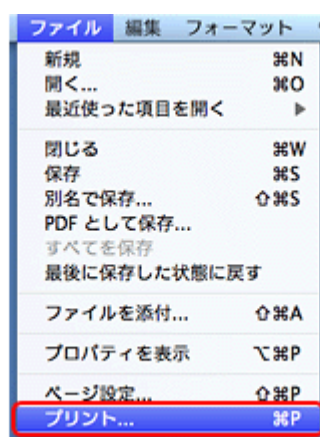 ファイル 編集 フォーマット
新規 ⌘N
開く... ⌘O
最近使った項目を開く ▶
閉じる ⌘W
保存 ⌘S
別名で保存... ⇧⌘S
PDF として保存...
すべてを保存
最後に保存した状態に戻す
ファイルを添付... ⇧⌘A
プロパティを表示 ⌥⌘P
ページ設定... ⇧⌘P
プリント... ⌘P